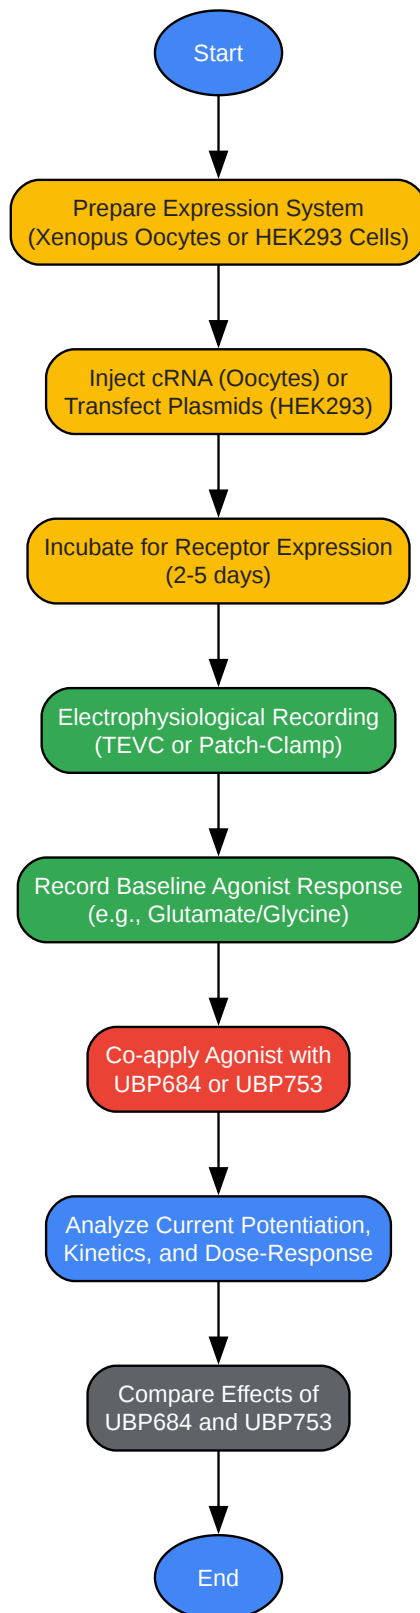 Start
Prepare Expression System
(Xenopus Oocytes or HEK293 Cells)
Inject cRNA (Oocytes) or
Transfect Plasmids (HEK293)
Incubate for Receptor Expression
(2-5 days)
Electrophysiological Recording
(TEVC or Patch-Clamp)
Record Baseline Agonist Response
(e.g., Glutamate/Glycine)
Co-apply Agonist with
UBP684 or UBP753
Analyze Current Potentiation,
Kinetics, and Dose-Response
Compare Effects of
UBP684 and UBP753
End